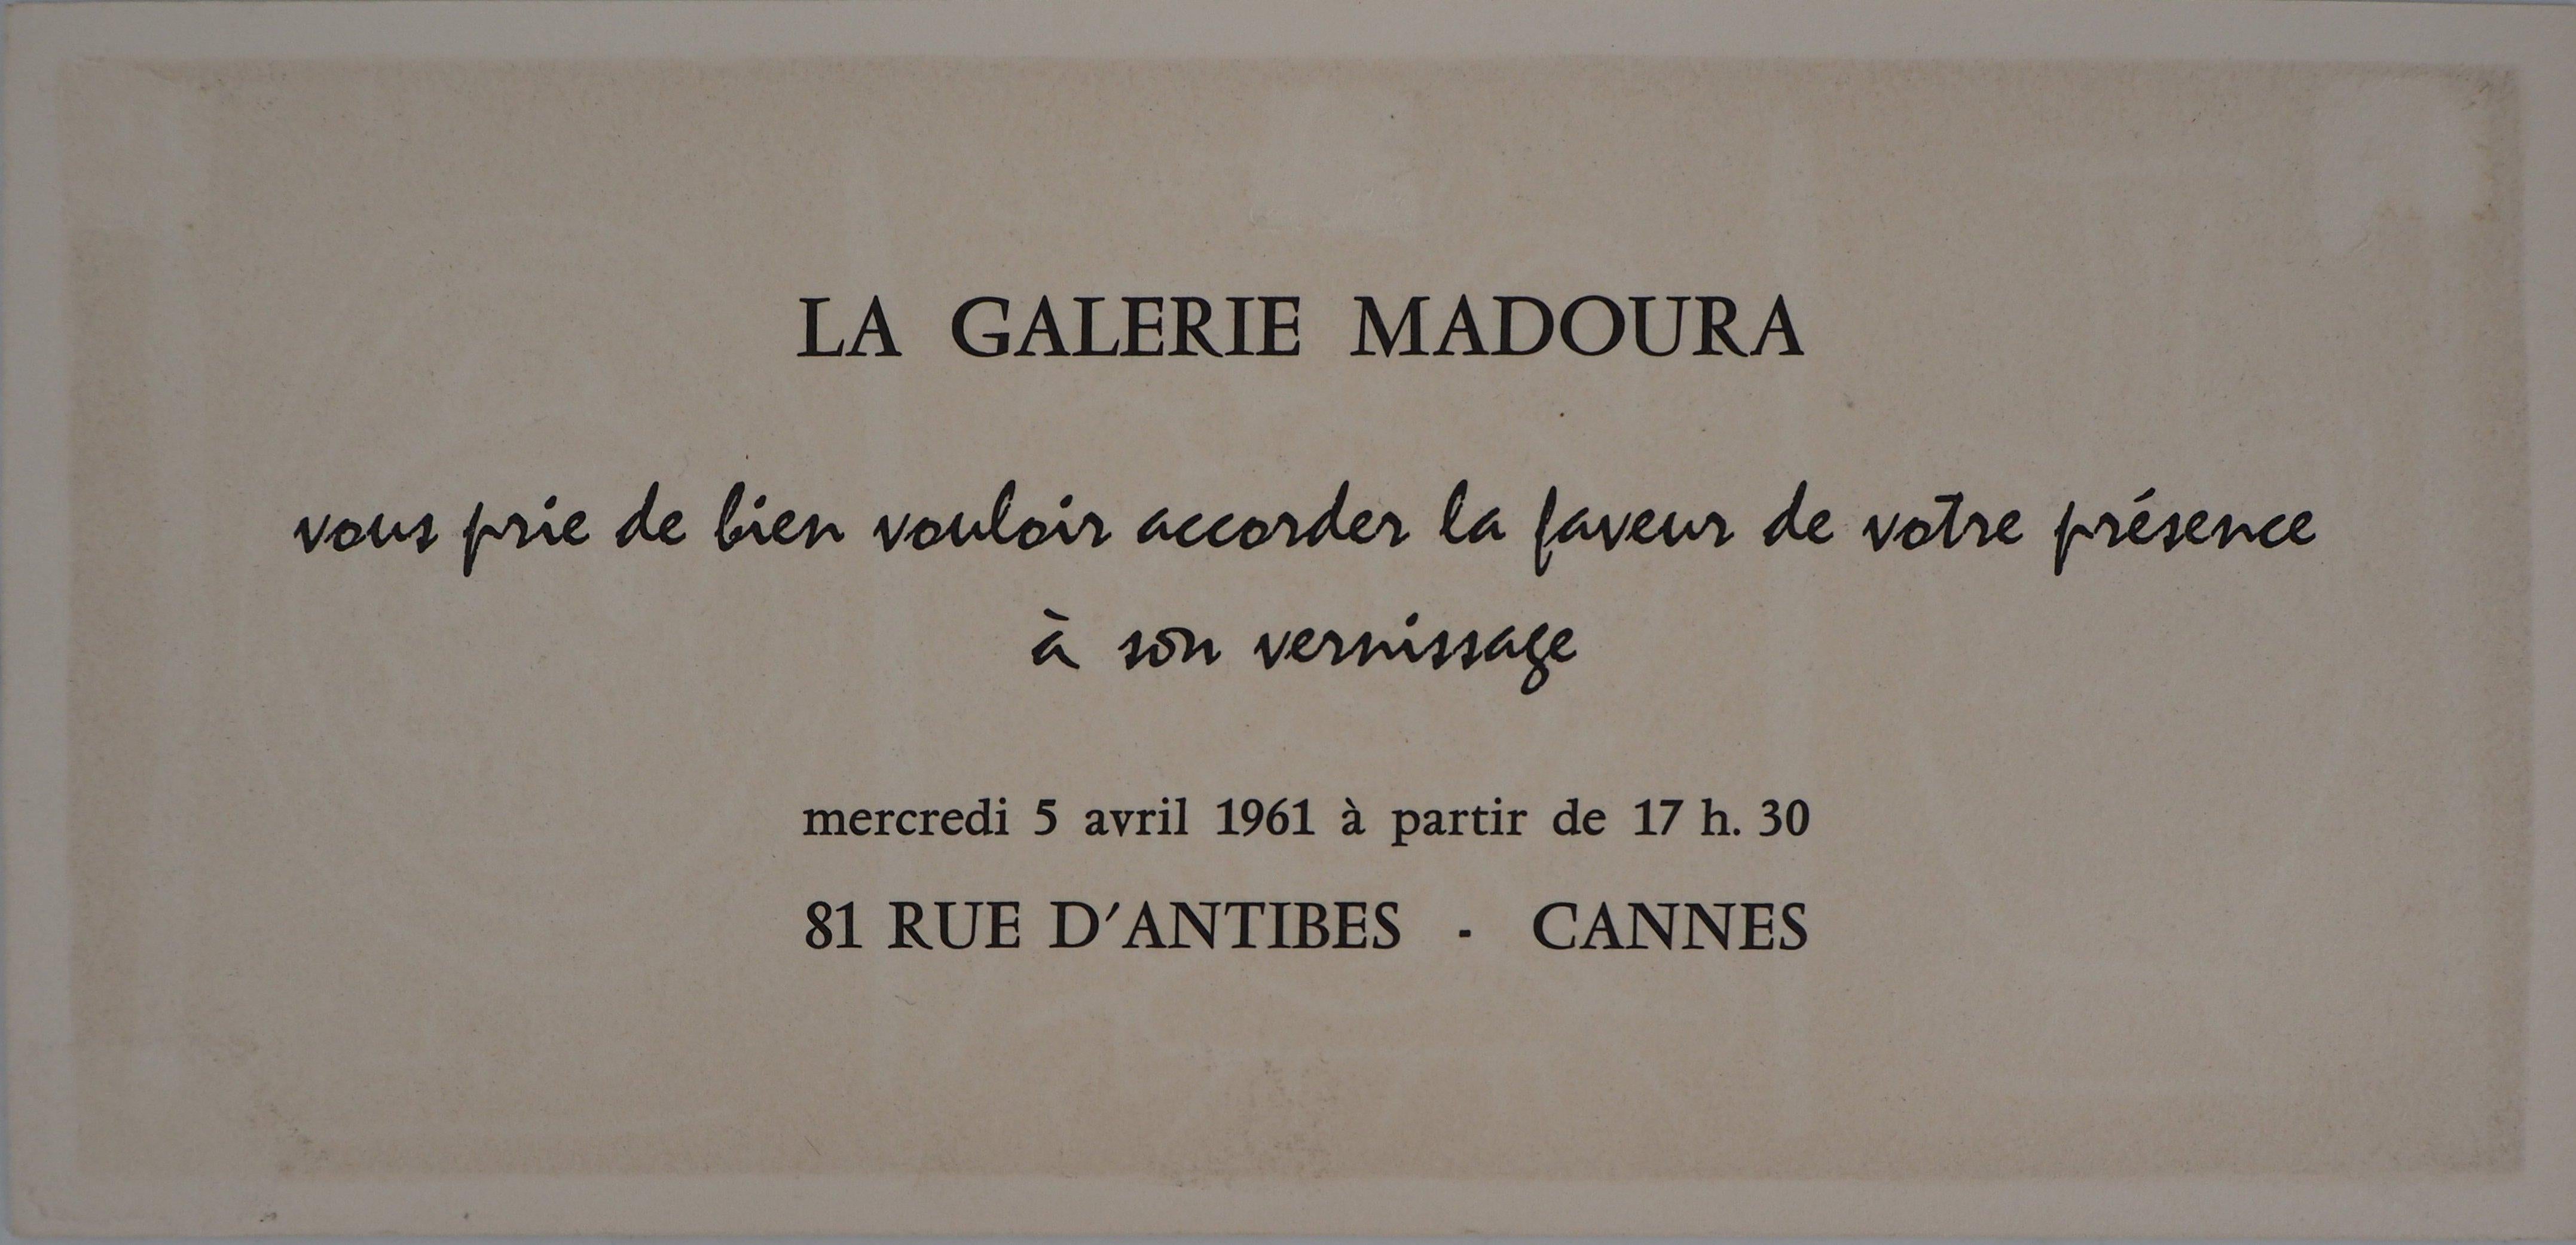 LA GALERIE MADOURA
vous prie de bien vouloir accorder la faveur de votre présence
à son vernissage
mercredi 5 avril 1961 à partir de 17 h. 30
81 RUE D'ANTIBES - CANNES